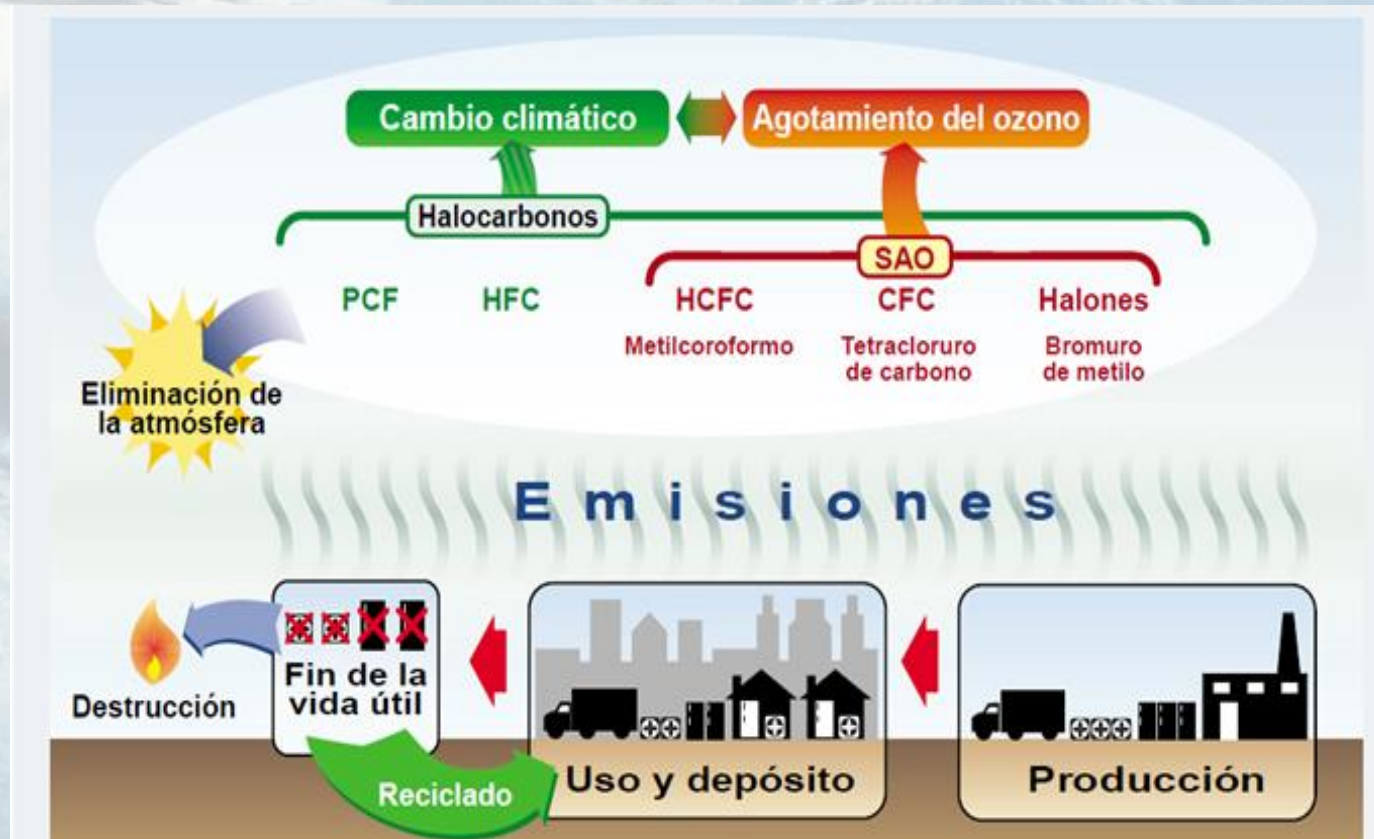 Cambio climático
Agotamiento del ozono
Halocarbonos
SAO
PCF
HFC
HCFC
CFC
Halones
Metilcoroformo
Tetracloruro
de carbono
Bromuro
de metilo
Eliminación de
la atmósfera
Emisiones
Destrucción
Fin de la
vida útil
Reciclado
Uso y depósito
Producción